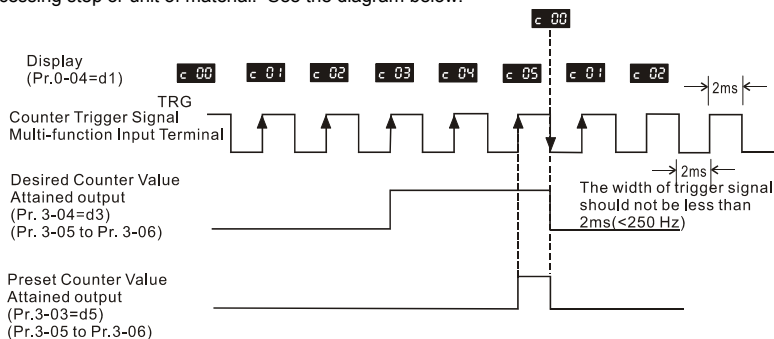 cessing step or unit of material. See the diagram below.
c 00
Display
(Pr.0-04=d1)
c 00 c 01 c 02 c 03 c 04 c 05 c 01 c 02
2ms
TRG
Counter Trigger Signal
Multi-function Input Terminal
2ms
The width of trigger signal
should not be less than
2ms(<250 Hz)
Desired Counter Value
Attained output
(Pr. 3-04=d3)
(Pr. 3-05 to Pr. 3-06)
Preset Counter Value
Attained output
(Pr.3-03=d5)
(Pr.3-05 to Pr.3-06)